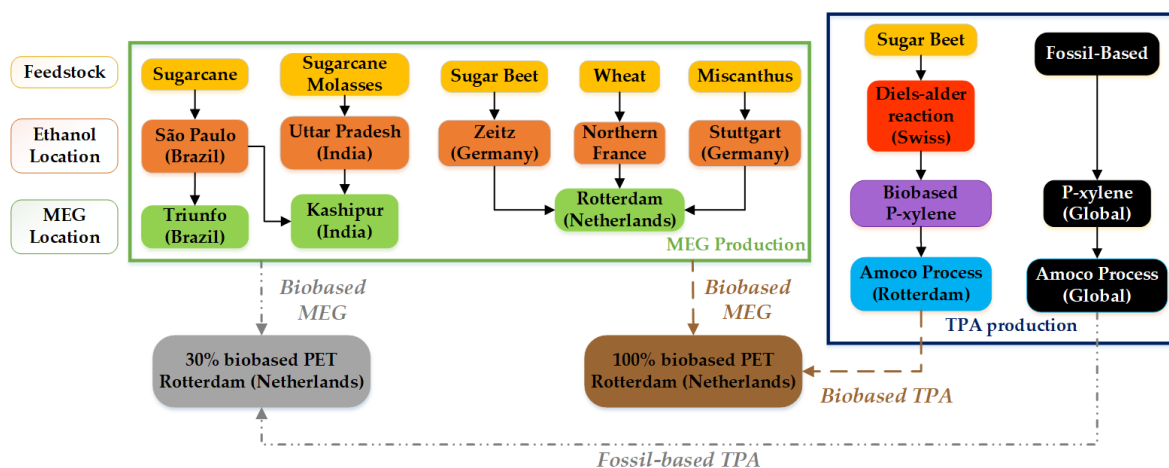 Feedstock
Ethanol
Location
MEG
Location
Sugarcane
Sugarcane
Molasses
Sugar Beet
Wheat
Miscanthus
São Paulo
(Brazil)
Uttar Pradesh
(India)
Zeitz
(Germany)
Northern
France
Stuttgart
(Germany)
Triunfo
(Brazil)
Kashipur
(India)
Rotterdam
(Netherlands)
MEG Production
Sugar Beet
Fossil-Based
Diels-alder
reaction
(Swiss)
Biobased
P-xylene
P-xylene
(Global)
Amoco Process
(Rotterdam)
Amoco Process
(Global)
TPA production
Biobased
MEG
Biobased
MEG
30% biobased PET
Rotterdam (Netherlands)
100% biobased PET
Rotterdam (Netherlands)
Biobased TPA
Fossil-based TPA